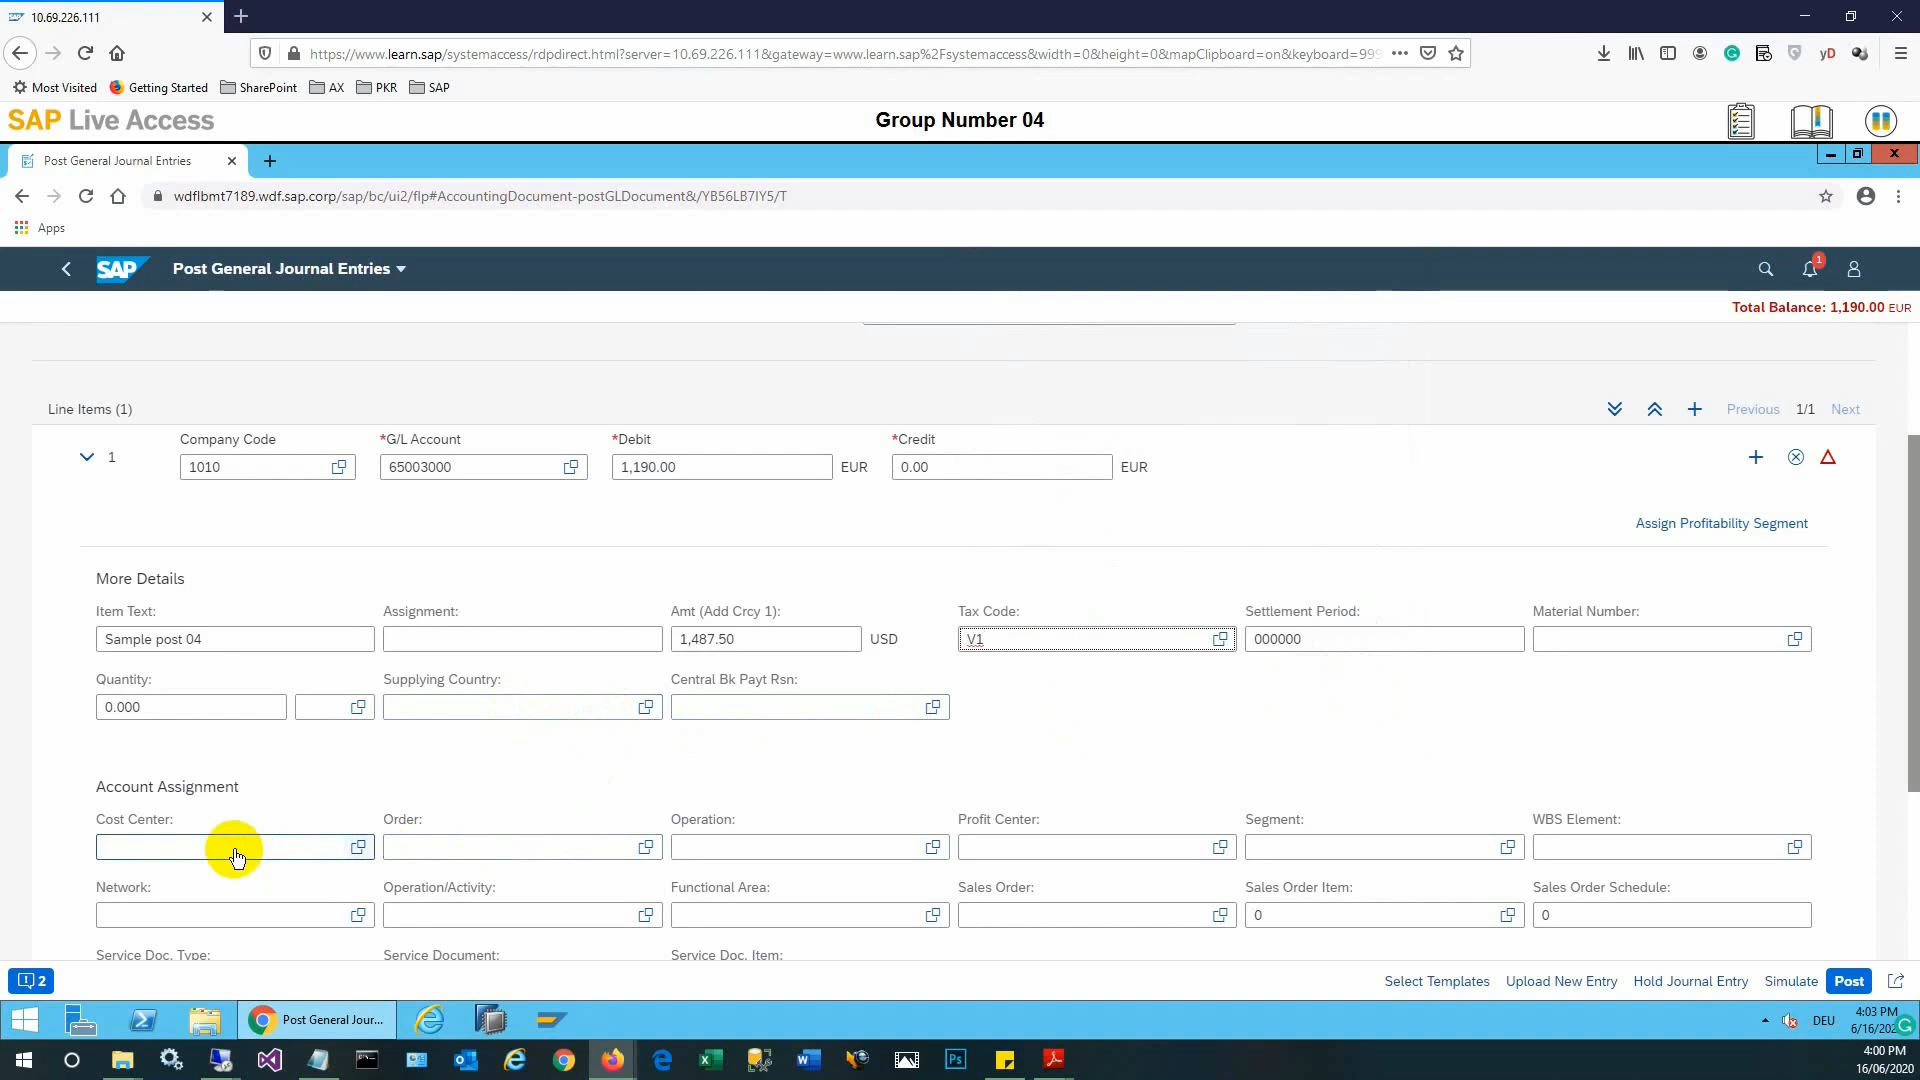 10.69.226.111
https://www.learn.sap/systemaccess/rdpdirect.html?server=10.69.226.111&gateway=www.learn.sap%2Fsystemaccess&width=0&height=0&mapClipboard=on&keyboard=999
Most Visited Getting Started SharePoint AX PKR SAP
SAP Live Access Group Number 04
Post General Journal Entries
wdflbmt7189.wdf.sap.corp/sap/bc/ui2/flp#AccountingDocument-postGLDocument&/YB56LB7IY5/T
Apps
SAP Post General Journal Entries 1
Total Balance: 1,190.00 EUR
Line Items (1) Previous 1/1 Next
Company Code *G/L Account *Debit *Credit
1 1010 65003000 1,190.00 EUR 0.00 EUR
Assign Profitability Segment
More Details
Item Text: Assignment: Amt (Add Crcy 1): Tax Code: Settlement Period: Material Number:
Sample post 04 1,487.50 USD V1 000000
Quantity: Supplying Country: Central Bk Payt Rsn:
0.000
Account Assignment
Cost Center: Order: Operation: Profit Center: Segment: WBS Element:
Network: Operation/Activity: Functional Area: Sales Order: Sales Order Item: Sales Order Schedule:
0 0
Service Doc. Type: Service Document: Service Doc. Item:
2 Select Templates Upload New Entry Hold Journal Entry Simulate Post
Post General Jour... DEU 4:03 PM
4:00 PM
16/06/2020